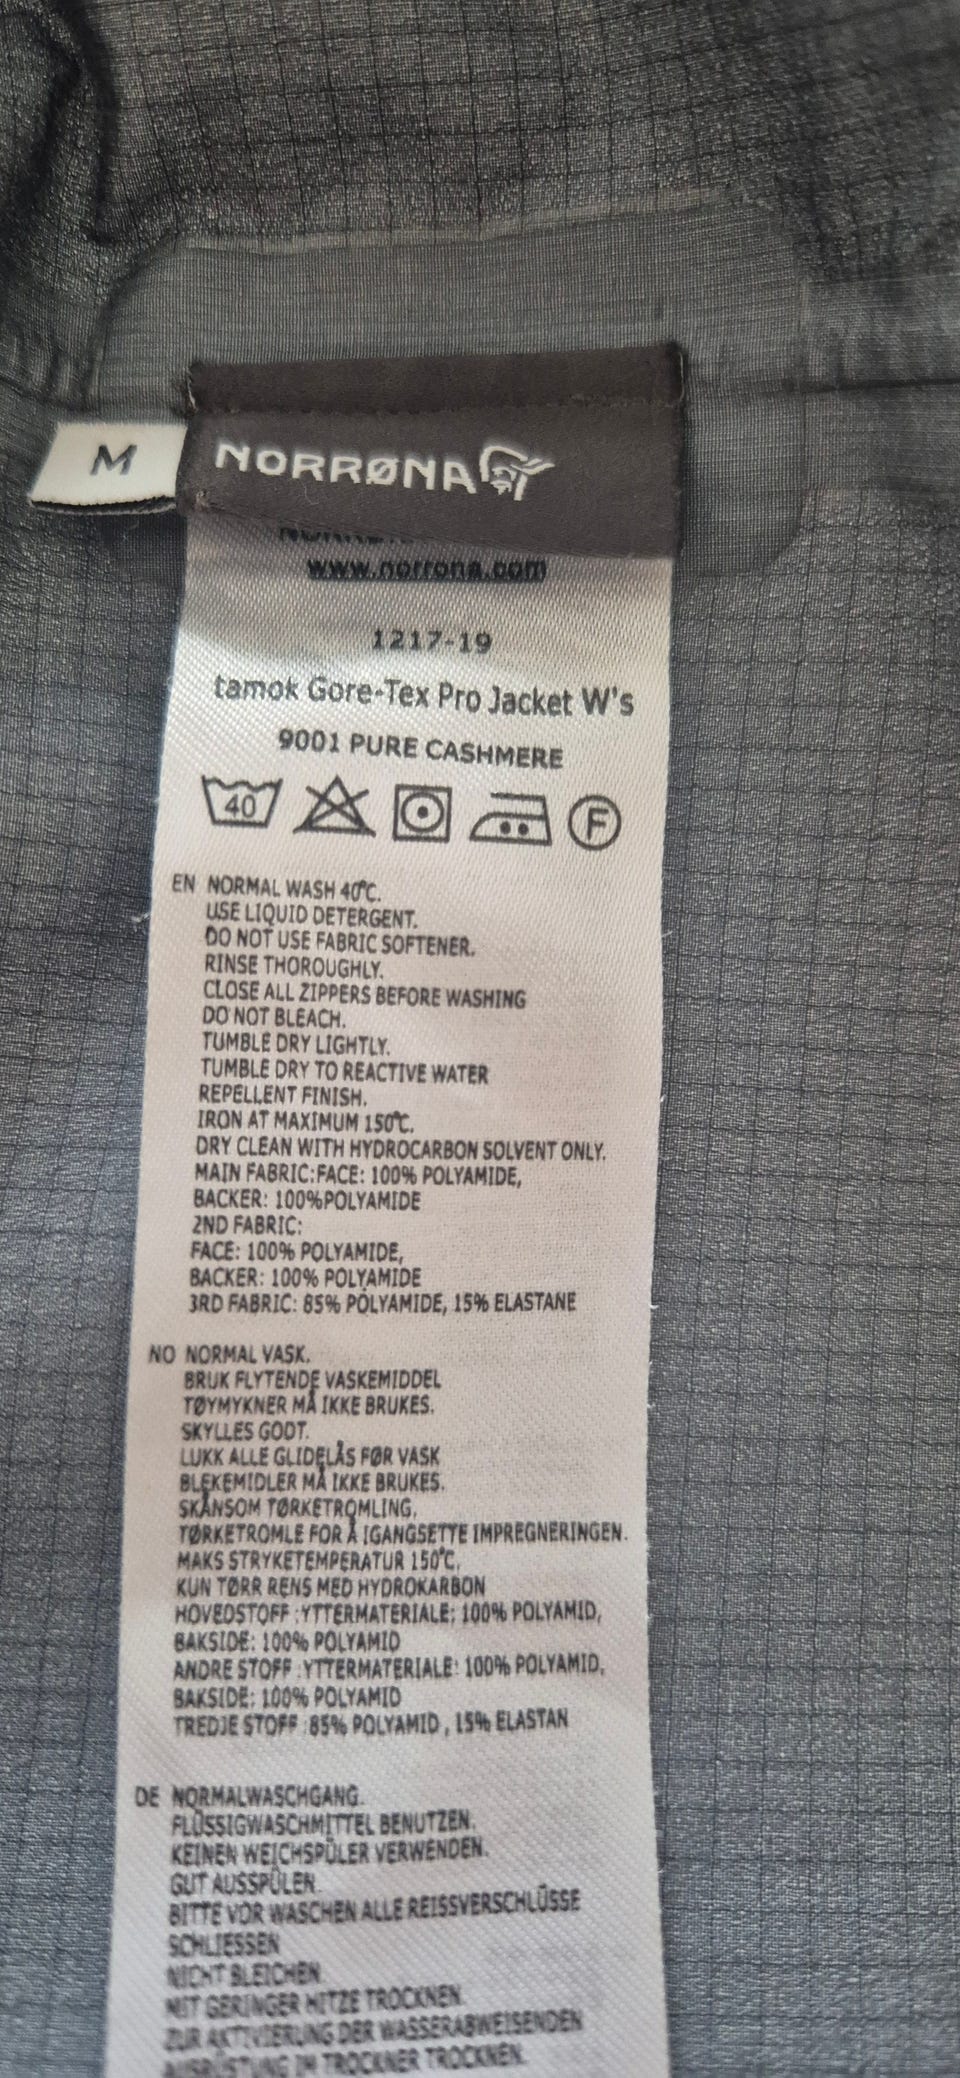 M
NORRØNA
www.norrona.com
1217-19
tamok Gore-Tex Pro Jacket W's
9001 PURE CASHMERE
40
F
EN NORMAL WASH 40°C.
USE LIQUID DETERGENT.
DO NOT USE FABRIC SOFTENER.
RINSE THOROUGHLY.
CLOSE ALL ZIPPERS BEFORE WASHING
DO NOT BLEACH.
TUMBLE DRY LIGHTLY.
TUMBLE DRY TO REACTIVE WATER
REPELLENT FINISH.
IRON AT MAXIMUM 150°C.
DRY CLEAN WITH HYDROCARBON SOLVENT ONLY.
MAIN FABRIC:FACE: 100% POLYAMIDE,
BACKER: 100%POLYAMIDE
2ND FABRIC:
FACE: 100% POLYAMIDE,
BACKER: 100% POLYAMIDE
3RD FABRIC: 85% POLYAMIDE, 15% ELASTANE
NO NORMAL VASK.
BRUK FLYTENDE VASKEMIDDEL
TØYMYKNER MÅ IKKE BRUKES.
SKYLLES GODT.
LUKK ALLE GLIDELÅS FØR VASK
BLEKEMIDLER MÅ IKKE BRUKES.
SKÅNSOM TØRKETROMLING.
TØRKETROMLE FOR Å IGANGSETTE IMPREGNERINGEN.
MAKS STRYKETEMPERATUR 150°C.
KUN TØRR RENS MED HYDROKARBON
HOVEDSTOFF :YTTERMATERIALE: 100% POLYAMID,
BAKSIDE: 100% POLYAMID
ANDRE STOFF :YTTERMATERIALE: 100% POLYAMID,
BAKSIDE: 100% POLYAMID
TREDJE STOFF :85% POLYAMID , 15% ELASTAN
DE NORMALWASCHGANG.
FLÜSSIGWASCHMITTEL BENUTZEN.
KEINEN WEICHSPÜLER VERWENDEN.
GUT AUSSPÜLEN.
BITTE VOR WASCHEN ALLE REISSVERSCHLÜSSE
SCHLIESSEN
NICHT BLEICHEN.
MIT GERINGER HITZE TROCKNEN.
ZUR AKTIVIERUNG DER WASSERABWEISENDEN
AUSRÜSTUNG IM TROCKNER TROCKNEN.